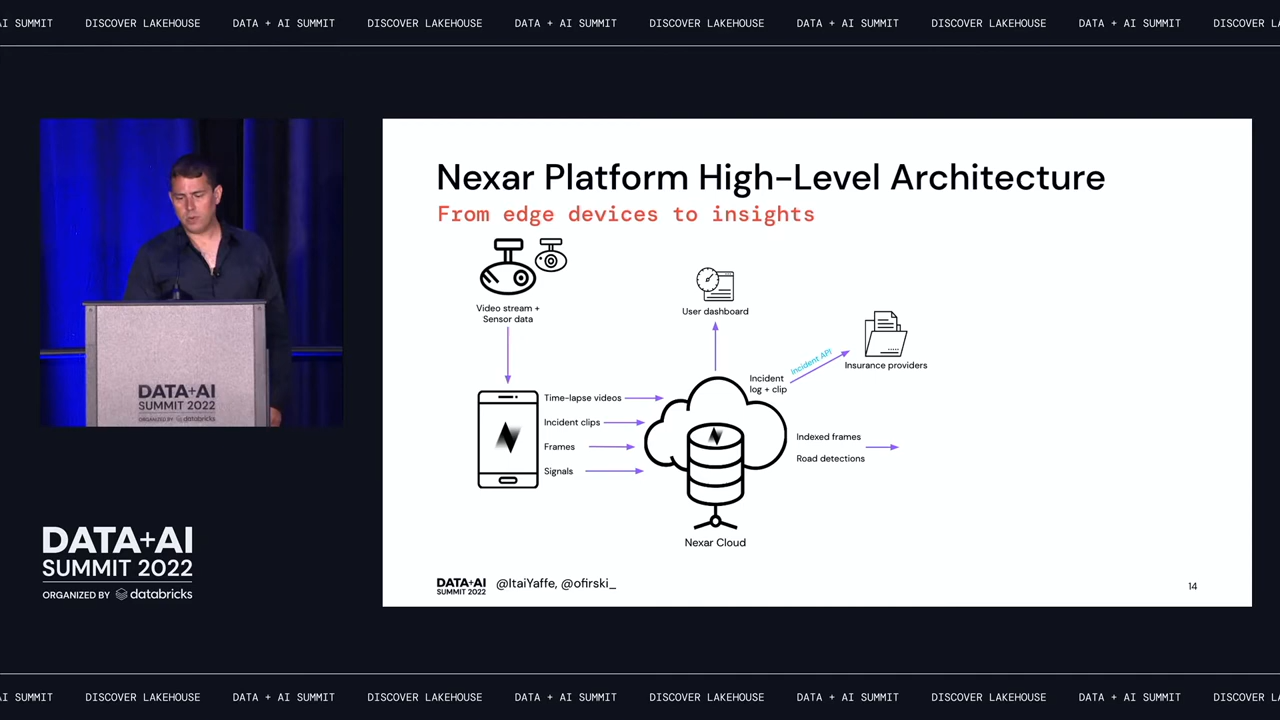 AI SUMMIT DISCOVER LAKEHOUSE DATA + AI SUMMIT DISCOVER LAKEHOUSE DATA + AI SUMMIT DISCOVER LAKEHOUSE DATA + AI SUMMIT DISCOVER LAKEHOUSE DATA + AI SUMMIT DISCOVER
Nexar Platform High-Level Architecture
From edge devices to insights
Video stream +
Sensor data
User dashboard
Incident API
Insurance providers
Incident
log + clip
Time-lapse videos
Incident clips
Frames
Signals
Indexed frames
Road detections
Nexar Cloud
DATA+AI
SUMMIT 2022
@ItaiYaffe, @ofirski_
14
DATA+AI
SUMMIT 2022
ORGANIZED BY databricks
DATA+AI
SUMMIT 2022
ORGANIZED BY databricks
AI SUMMIT DISCOVER LAKEHOUSE DATA + AI SUMMIT DISCOVER LAKEHOUSE DATA + AI SUMMIT DISCOVER LAKEHOUSE DATA + AI SUMMIT DISCOVER LAKEHOUSE DATA + AI SUMMIT DISCOVER